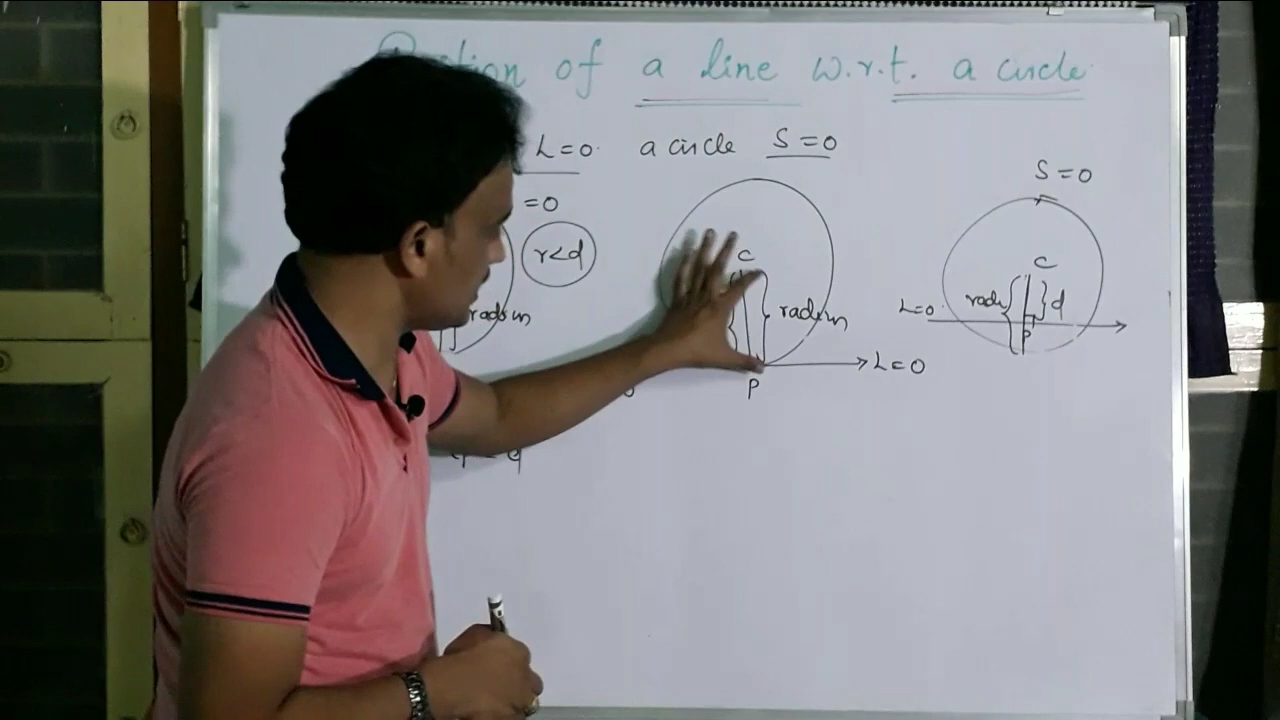 of a line w.r.t. a circle
L=0. a circle S=0
=0
S=0
r<d
C
C
radius
radius
L=0
radi
d
P
L=0
P